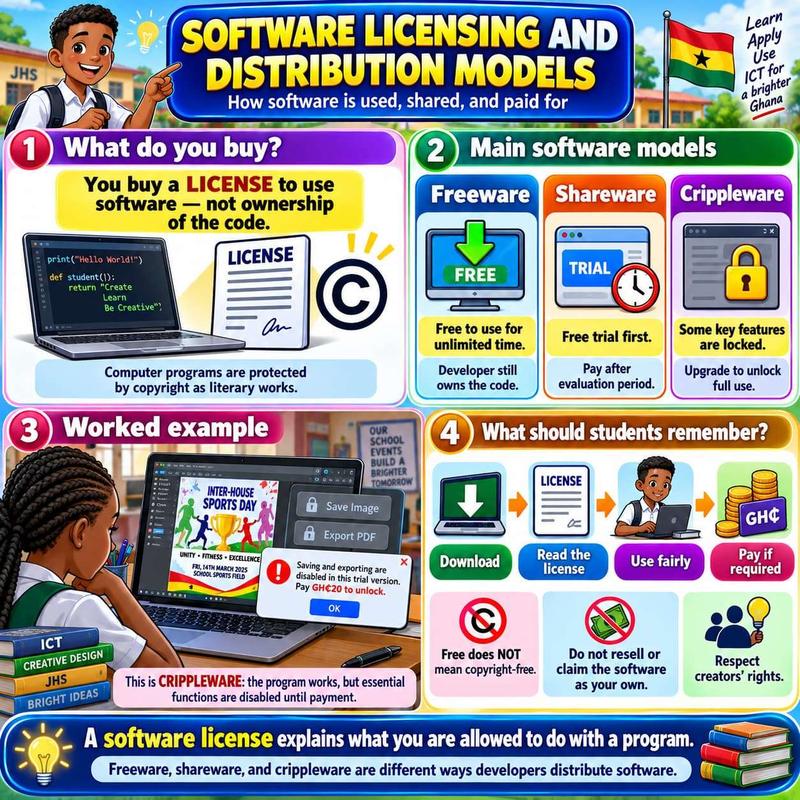 JHS
SOFTWARE LICENSING AND
DISTRIBUTION MODELS
How software is used, shared, and paid for
Learn
Apply
Use
ICT for
a brighter
Ghana
1 What do you buy?
You buy a LICENSE to use
software — not ownership
of the code.
print("Hello World!")
def student():
return "Create
Learn
Be Creative",
LICENSE
©
Computer programs are protected
by copyright as literary works.
2 Main software models
Freeware
FREE
Free to use for
unlimited time.
Developer still
owns the code.
Shareware
TRIAL
Free trial first.
Pay after
evaluation period.
Crippleware
Some key features
are locked.
Upgrade to unlock
full use.
3 Worked example
OUR
SCHOOL
EVENTS
BUILD A
BRIGHTER
TOMORROW
INTER-HOUSE
SPORTS DAY
UNITY • FITNESS • EXCELLENCE
FRI, 14TH MARCH 2025
SCHOOL SPORTS FIELD
Save Image
Export PDF
Saving and exporting are
disabled in this trial version.
Pay GH₵20 to unlock.
OK
ICT
CREATIVE DESIGN
JHS
BRIGHT IDEAS
This is CRIPPLEWARE: the program works, but essential
functions are disabled until payment.
4 What should students remember?
LICENSE
GH₵
Download
Read the
license
Use fairly
Pay if
required
Free does NOT
mean copyright-free.
Do not resell or
claim the software
as your own.
Respect
creators' rights.
A software license explains what you are allowed to do with a program.
Freeware, shareware, and crippleware are different ways developers distribute software.